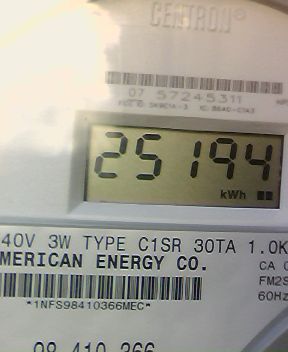 CENTRON®
07 57245311
25194
kWh
40V 3W TYPE C1SR 30TA 1.0K
MERICAN ENERGY CO.
CA
FM2S
60Hz
*1NFS98410366MEC*
98 410 366